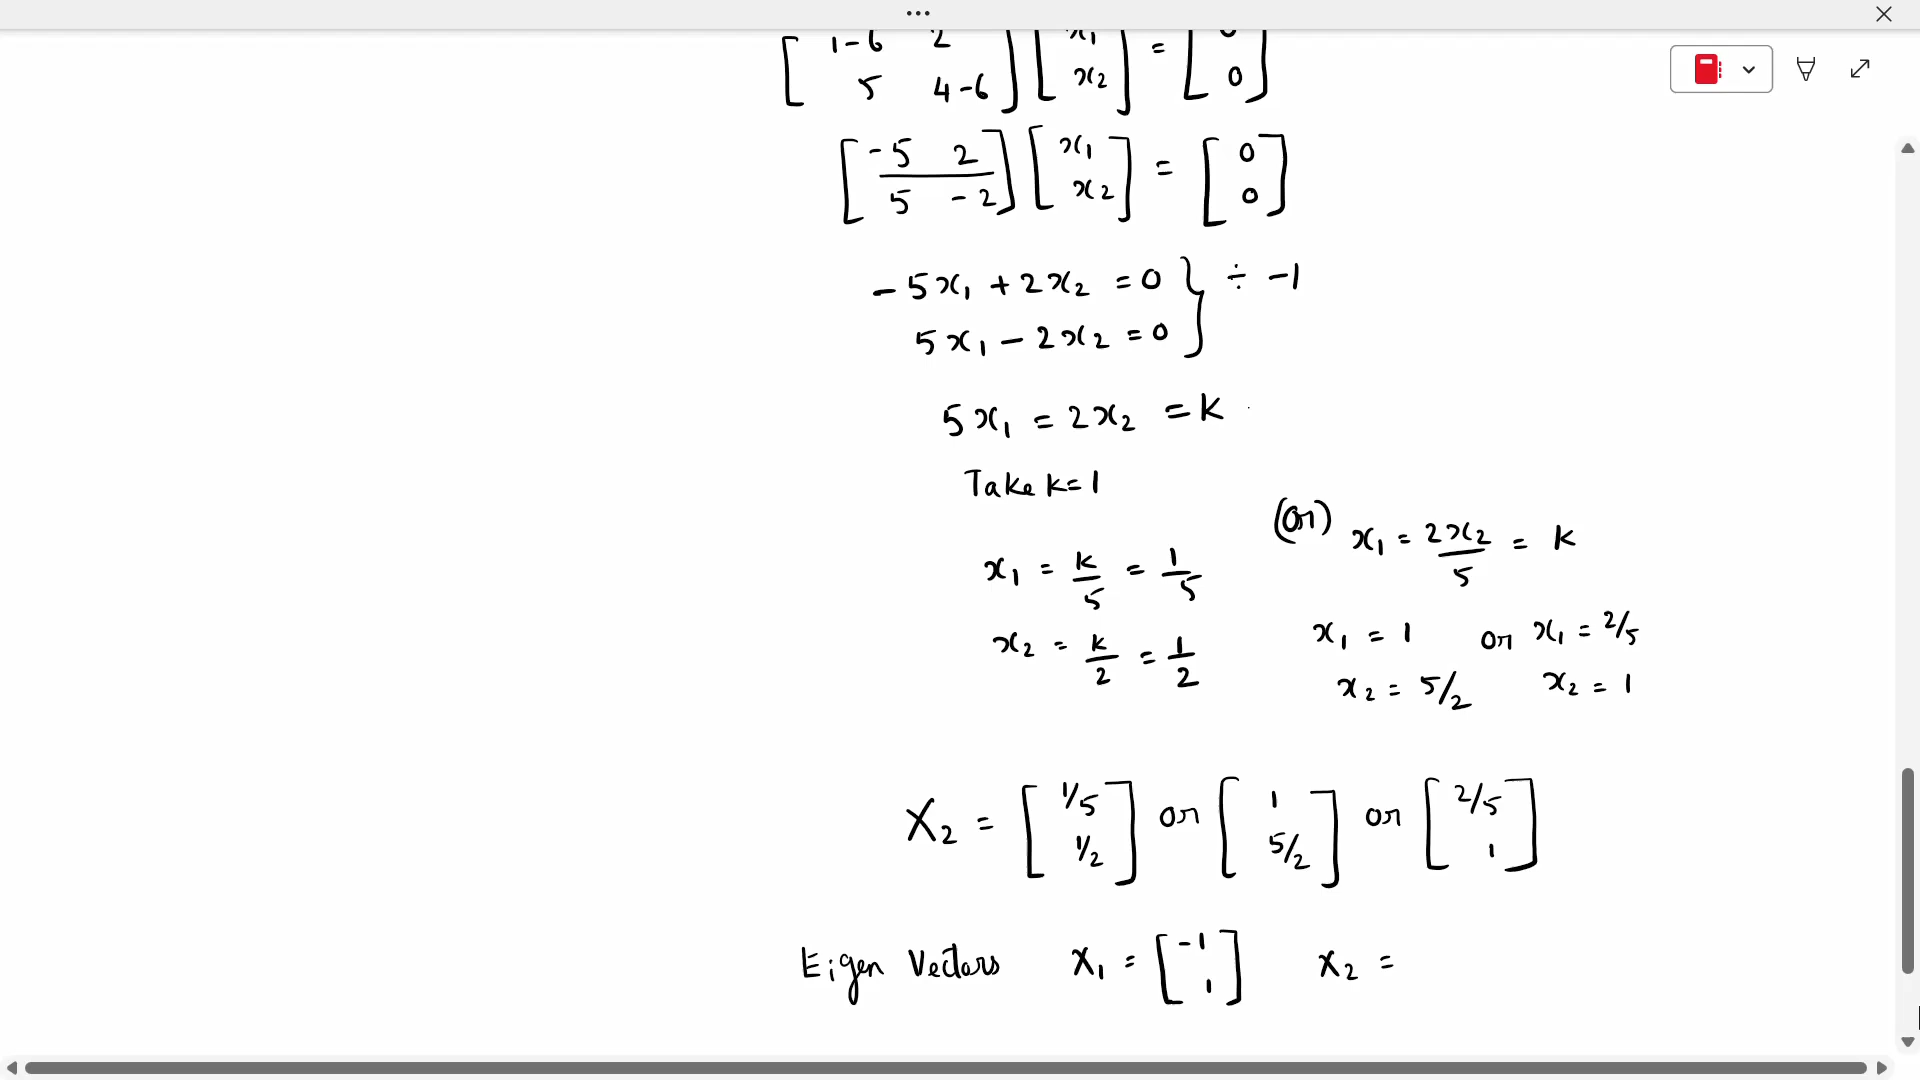 [ 1-6 2 ] [ x₁ ] = [ 0 ]
[ 5 4-6 ] [ x₂ ] [ 0 ]
[ -5 2 ] [ x₁ ] = [ 0 ]
[ 5 -2 ] [ x₂ ] [ 0 ]
-5x₁ + 2x₂ = 0 } ÷ -1
5x₁ - 2x₂ = 0
5x₁ = 2x₂ = k
Take k=1
x₁ = k/5 = 1/5
x₂ = k/2 = 1/2
(or) x₁ = 2x₂/5 = k
x₁ = 1 or x₁ = 2/5
x₂ = 5/2 x₂ = 1
X₂ = [ 1/5 ] or [ 1 ] or [ 2/5 ]
[ 1/2 ] [ 5/2 ] [ 1 ]
Eigen Vectors X₁ = [ -1 ] X₂ =
[ 1 ]